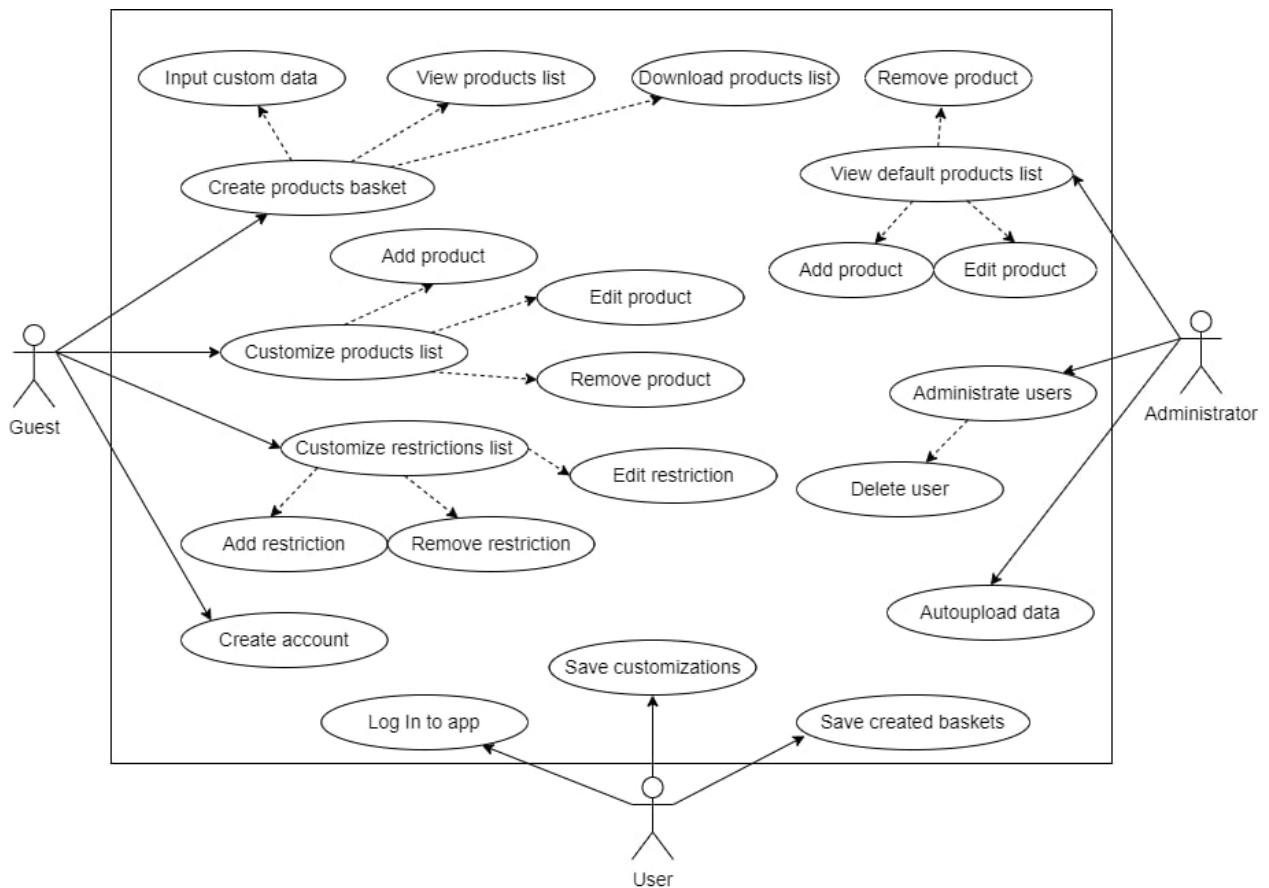 Input custom data
View products list
Download products list
Remove product
Create products basket
View default products list
Add product
Add product
Edit product
Edit product
Customize products list
Remove product
Administrate users
Guest
Administrator
Customize restrictions list
Edit restriction
Delete user
Add restriction
Remove restriction
Autoupload data
Create account
Save customizations
Log In to app
Save created baskets
User